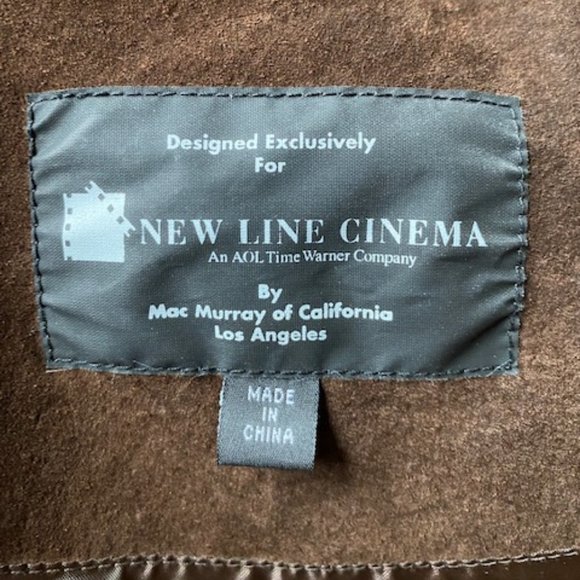 Designed Exclusively
For
NEW LINE CINEMA
An AOL Time Warner Company
By
Mac Murray of California
Los Angeles
MADE
IN
CHINA